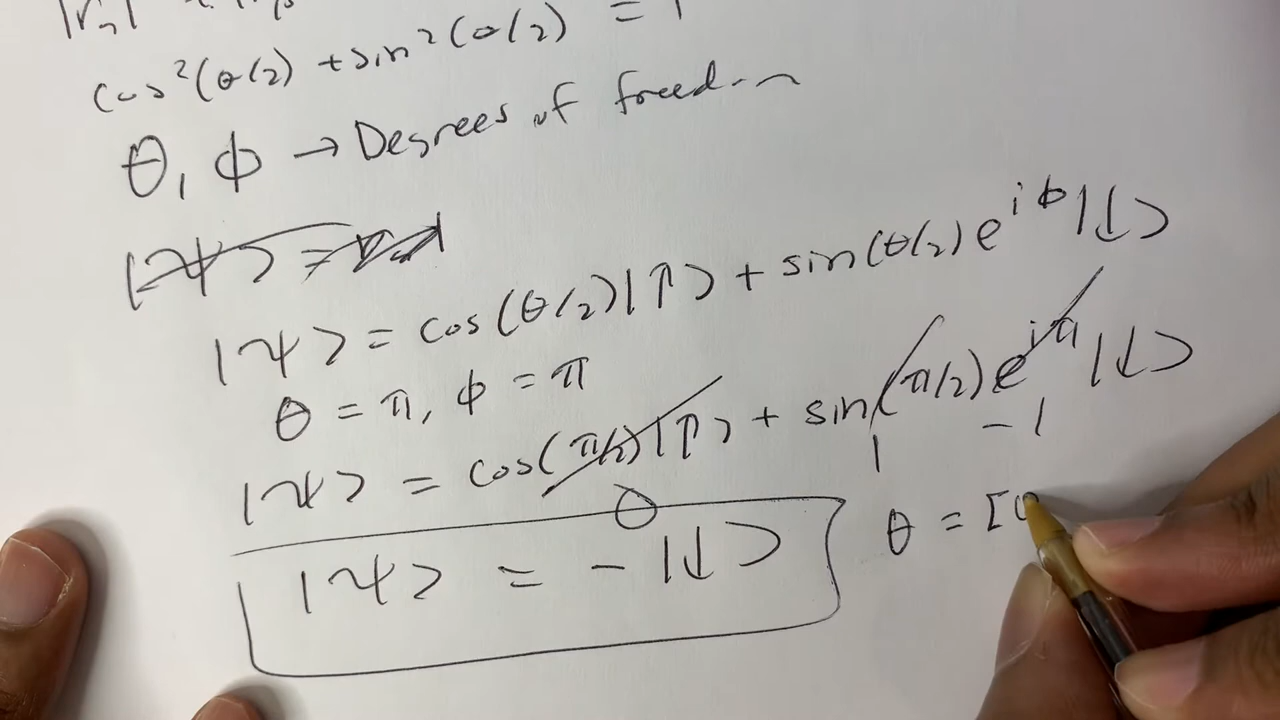 cos²(θ/2) + sin²(θ/2) = 1
θ, φ → Degrees of freedom
|ψ> =
|ψ> = cos(θ/2)|↑> + sin(θ/2)e^{iφ}|↓>
θ = π, φ = π
|ψ> = cos(π/2)|↑> + sin(π/2)e^{iπ}|↓>
0 1 -1
|ψ> = -|↓>
θ = [0